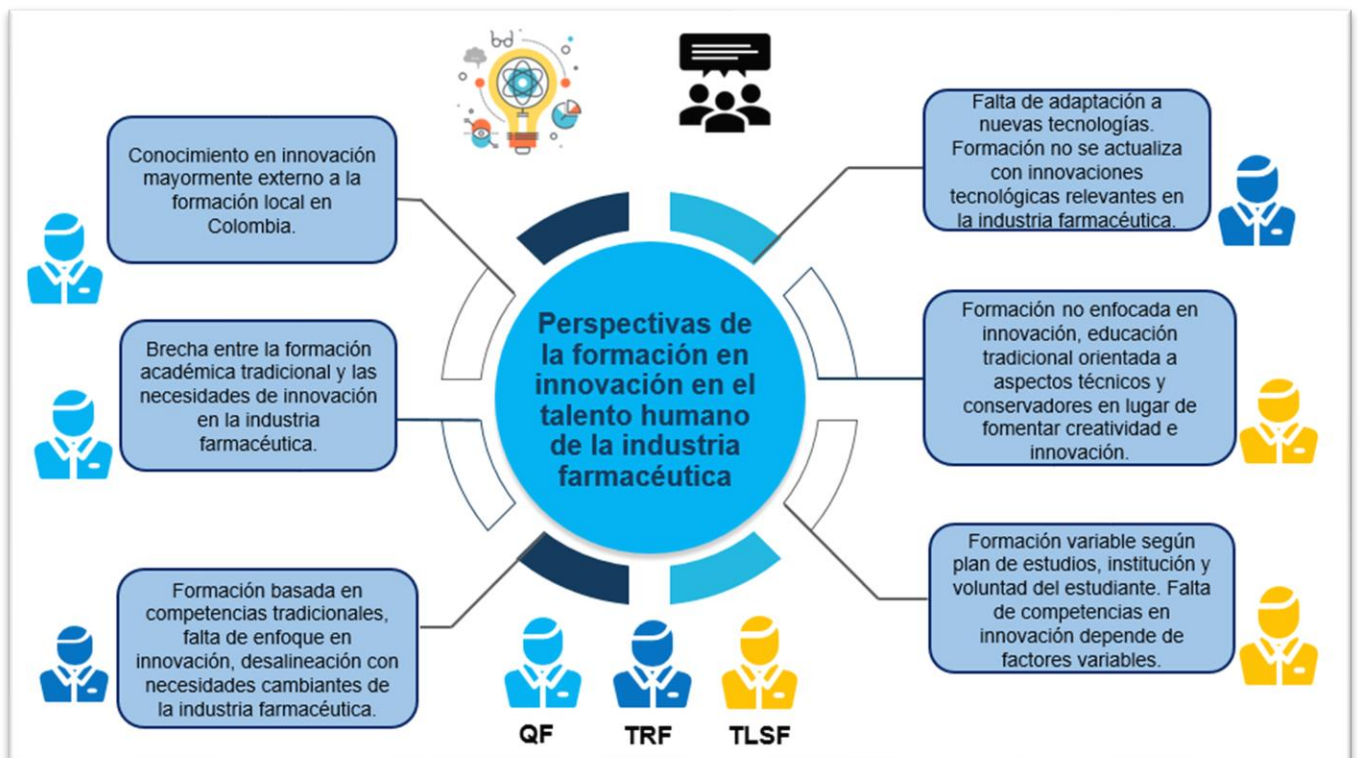 Conocimiento en innovación
mayormente externo a la
formación local en
Colombia.
Brecha entre la formación
académica tradicional y las
necesidades de innovación
en la industria
farmacéutica.
Formación basada en
competencias tradicionales,
falta de enfoque en
innovación, desalineación con
necesidades cambiantes de
la industria farmacéutica.
Perspectivas de
la formación en
innovación en el
talento humano
de la industria
farmacéutica
Falta de adaptación a
nuevas tecnologías.
Formación no se actualiza
con innovaciones
tecnológicas relevantes en
la industria farmacéutica.
Formación no enfocada en
innovación, educación
tradicional orientada a
aspectos técnicos y
conservadores en lugar de
fomentar creatividad e
innovación.
Formación variable según
plan de estudios, institución y
voluntad del estudiante. Falta
de competencias en
innovación depende de
factores variables.
QF
TRF
TLSF